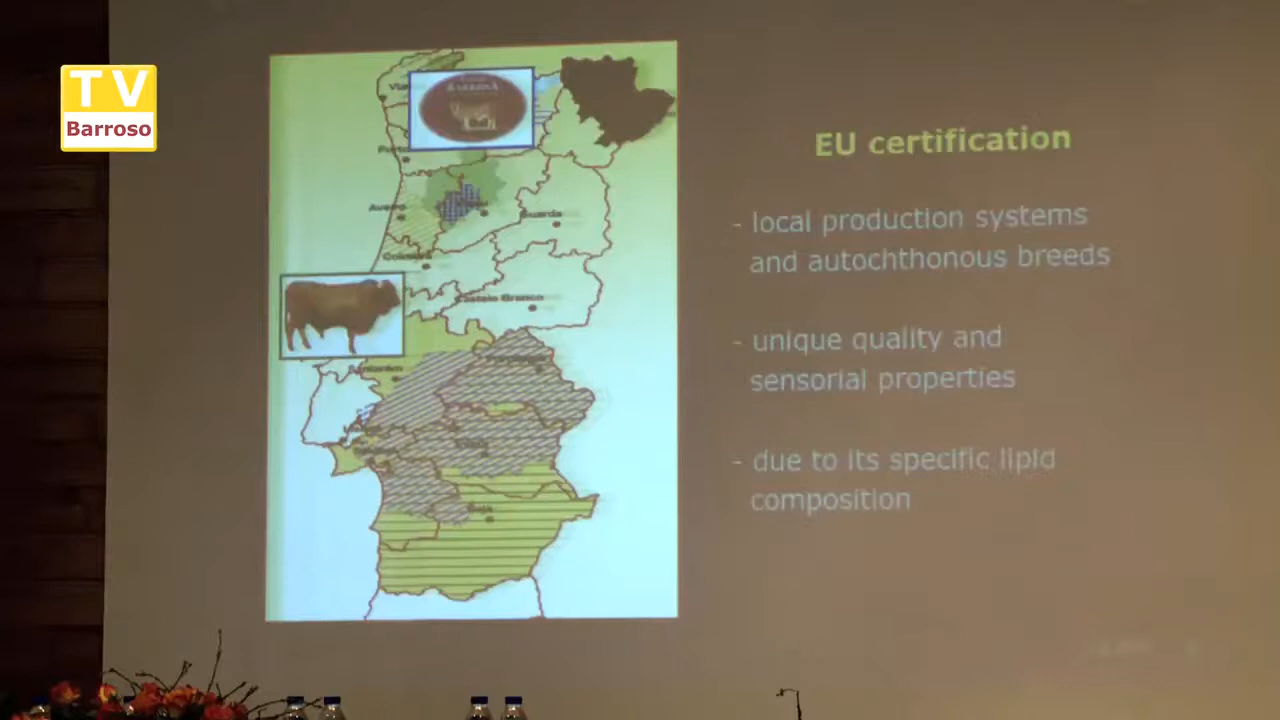 TV
Barroso
EU certification
- local production systems
and autochthonous breeds
- unique quality and
sensorial properties
- due to its specific lipid
composition
Aveiro
Guarda
Coimbra
Castelo Branco
Santarém
Beja